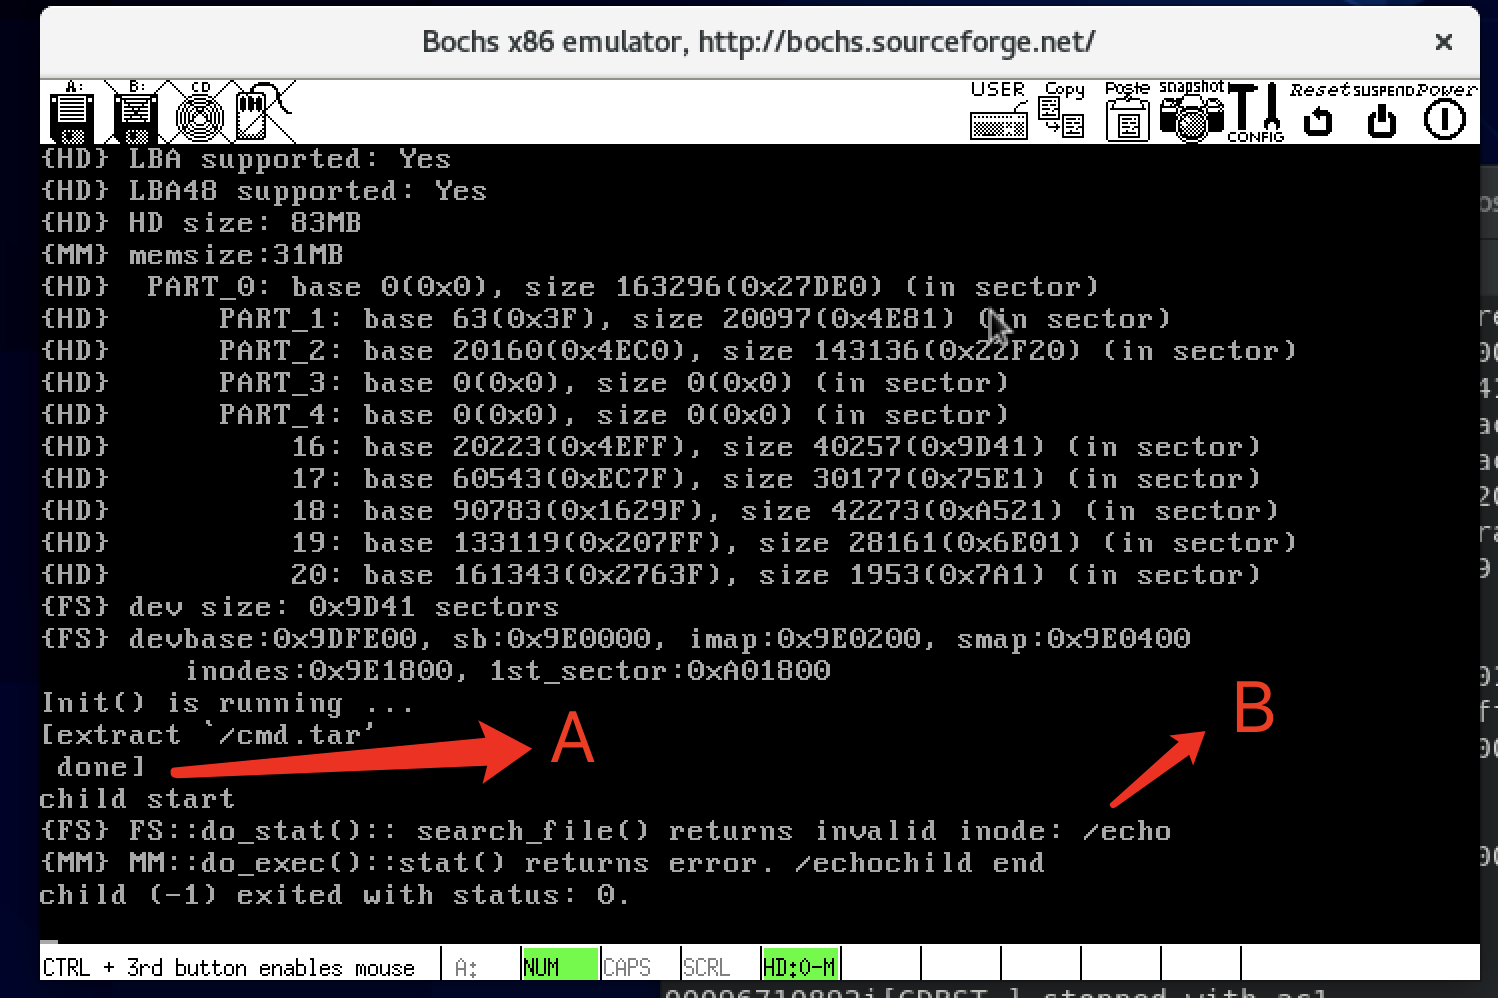 Bochs x86 emulator, http://bochs.sourceforge.net/
A: B: CD USER Copy Paste snapshot CONFIG Reset SUSPEND Power
{HD} LBA supported: Yes
{HD} LBA48 supported: Yes
{HD} HD size: 83MB
{MM} memsize:31MB
{HD} PART_0: base 0(0x0), size 163296(0x27DE0) (in sector)
{HD} PART_1: base 63(0x3F), size 20097(0x4E81) (in sector)
{HD} PART_2: base 20160(0x4EC0), size 143136(0x22F20) (in sector)
{HD} PART_3: base 0(0x0), size 0(0x0) (in sector)
{HD} PART_4: base 0(0x0), size 0(0x0) (in sector)
{HD} 16: base 20223(0x4EFF), size 40257(0x9D41) (in sector)
{HD} 17: base 60543(0xEC7F), size 30177(0x75E1) (in sector)
{HD} 18: base 90783(0x1629F), size 42273(0xA521) (in sector)
{HD} 19: base 133119(0x207FF), size 28161(0x6E01) (in sector)
{HD} 20: base 161343(0x2763F), size 1953(0x7A1) (in sector)
{FS} dev size: 0x9D41 sectors
{FS} devbase:0x9DFE00, sb:0x9E0000, imap:0x9E0200, smap:0x9E0400
inodes:0x9E1800, 1st_sector:0xA01800
Init() is running ...
[extract `/cmd.tar'
done]
A
B
child start
{FS} FS::do_stat():: search_file() returns invalid inode: /echo
{MM} MM::do_exec()::stat() returns error. /echochild end
child (-1) exited with status: 0.
CTRL + 3rd button enables mouse A: NUM CAPS SCRL HD:0-M